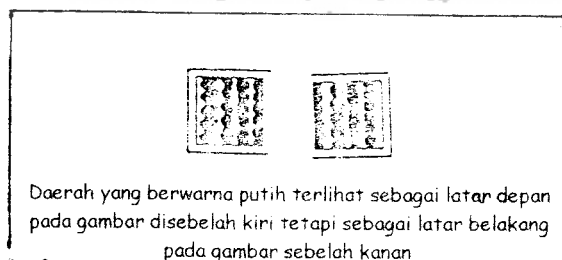 Daerah yang berwarna putih terlihat sebagai latar depan
pada gambar disebelah kiri tetapi sebagai latar belakang
pada gambar sebelah kanan